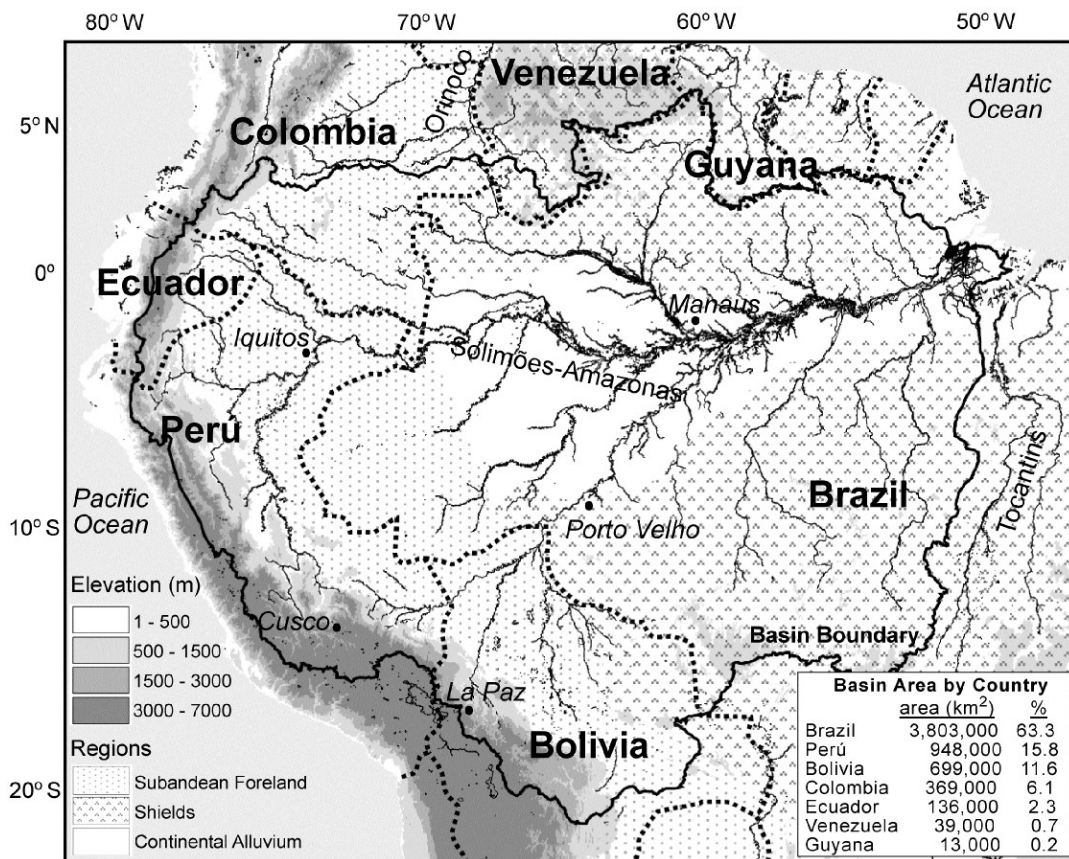 80° W 70° W 60° W 50° W
Venezuela
Atlantic
Ocean
Orinoco
5° N
Colombia
Guyana
0°
Ecuador
Manaus
Iquitos
Solimões-Amazonas
Perú
Brazil
Tocantins
Pacific
Ocean
10° S
Porto Velho
Elevation (m)
1 - 500
500 - 1500
1500 - 3000
3000 - 7000
Cusco
Basin Boundary
La Paz
Bolivia
Regions
Subandean Foreland
Shields
Continental Alluvium
20° S
Basin Area by Country
area (km²) %
Brazil 3,803,000 63.3
Perú 948,000 15.8
Bolivia 699,000 11.6
Colombia 369,000 6.1
Ecuador 136,000 2.3
Venezuela 39,000 0.7
Guyana 13,000 0.2